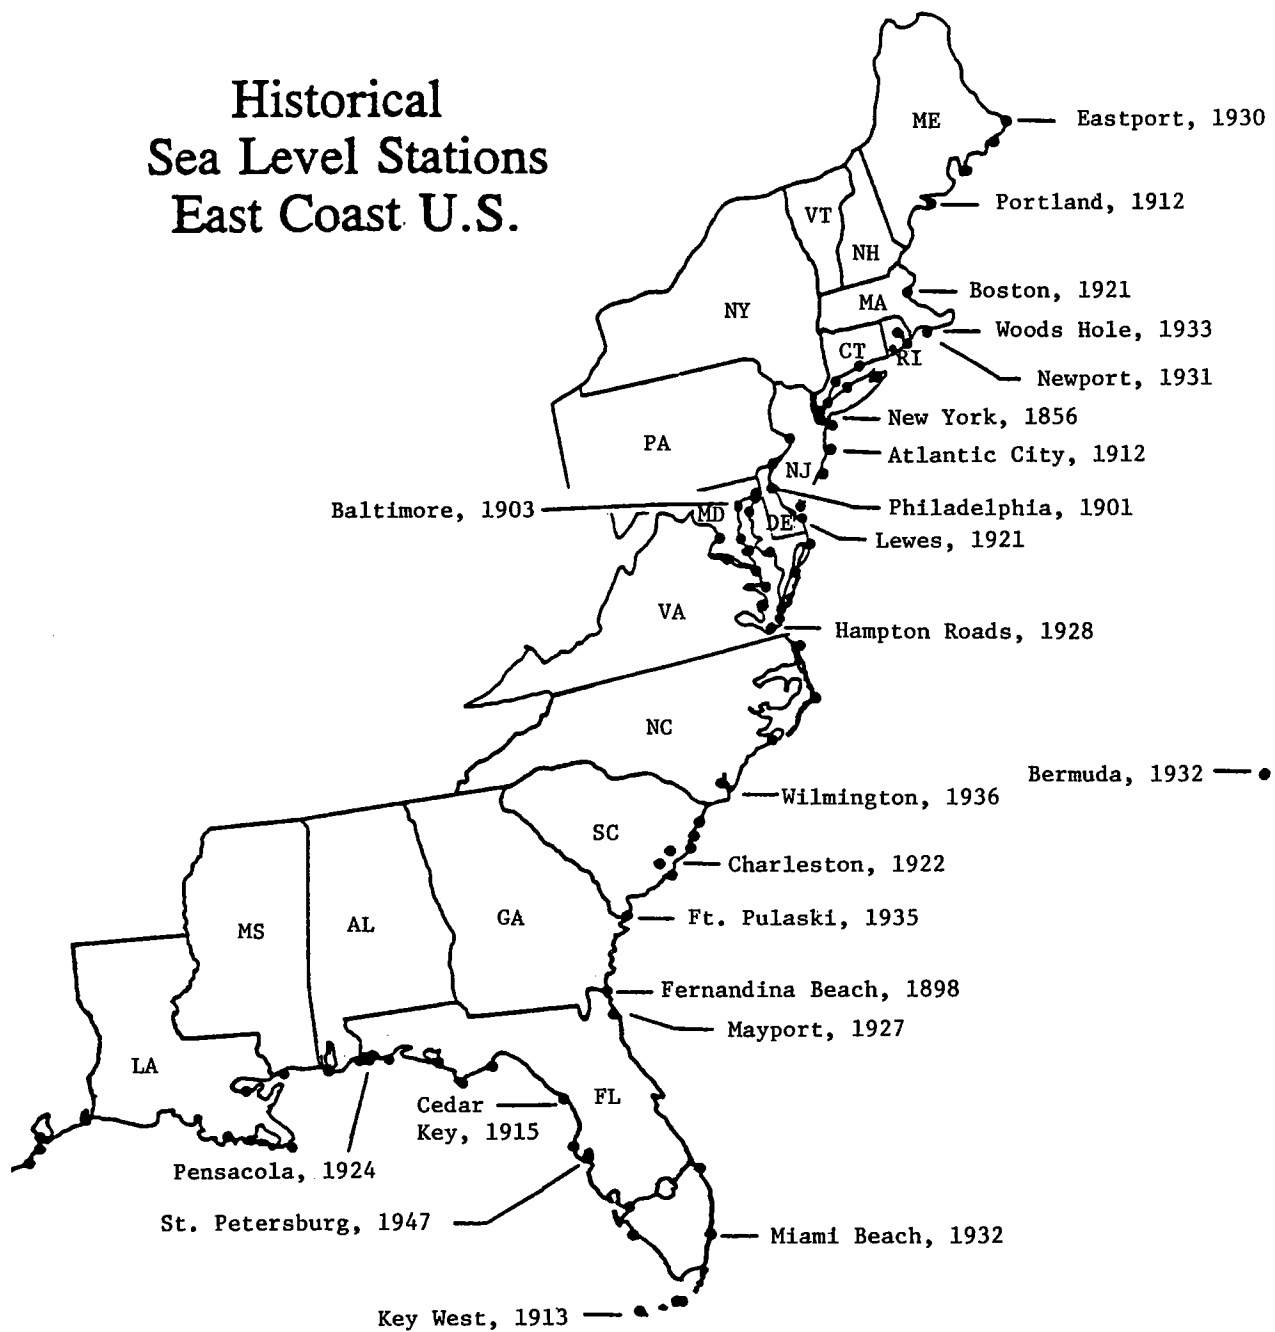 Historical
Sea Level Stations
East Coast U.S.
ME
Eastport, 1930
Portland, 1912
VT
NH
Boston, 1921
MA
NY
Woods Hole, 1933
CT
RI
Newport, 1931
New York, 1856
PA
Atlantic City, 1912
NJ
Baltimore, 1903
Philadelphia, 1901
MD
DE
Lewes, 1921
VA
Hampton Roads, 1928
NC
Bermuda, 1932
Wilmington, 1936
SC
Charleston, 1922
MS
AL
GA
Ft. Pulaski, 1935
Fernandina Beach, 1898
Mayport, 1927
LA
FL
Cedar
Key, 1915
Pensacola, 1924
St. Petersburg, 1947
Miami Beach, 1932
Key West, 1913